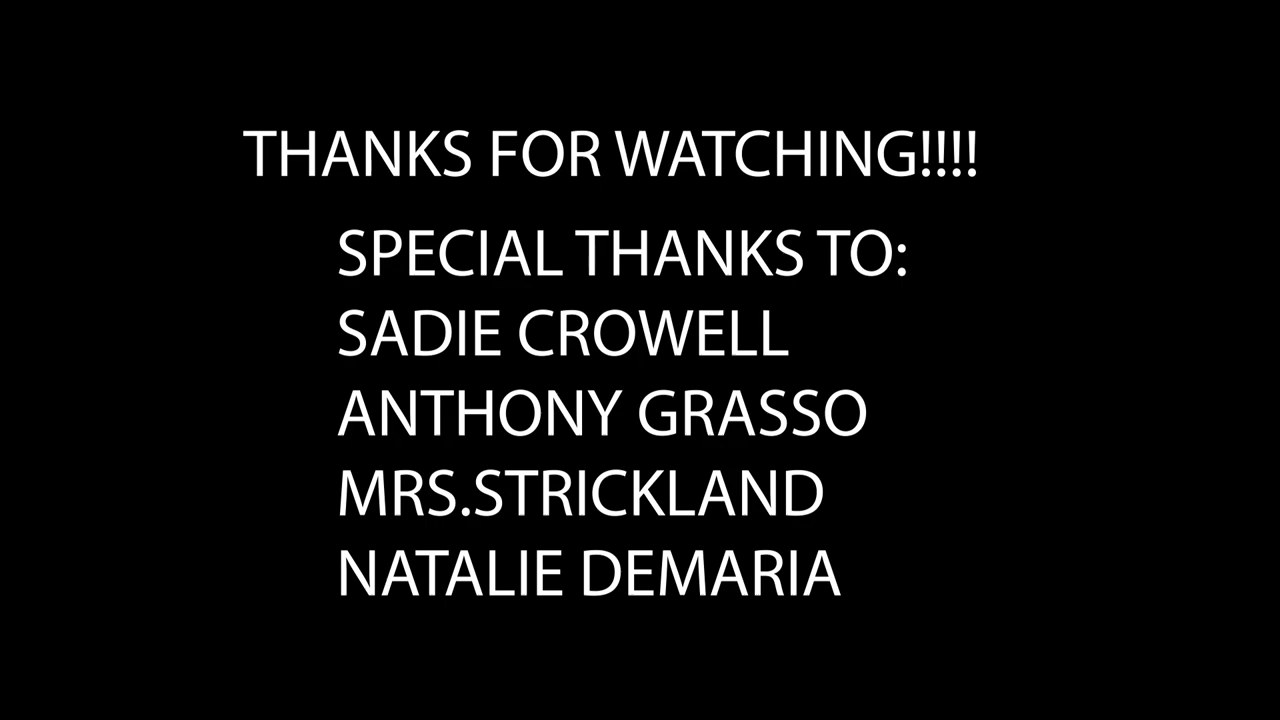 THANKS FOR WATCHING!!!!
SPECIAL THANKS TO:
SADIE CROWELL
ANTHONY GRASSO
MRS.STRICKLAND
NATALIE DEMARIA